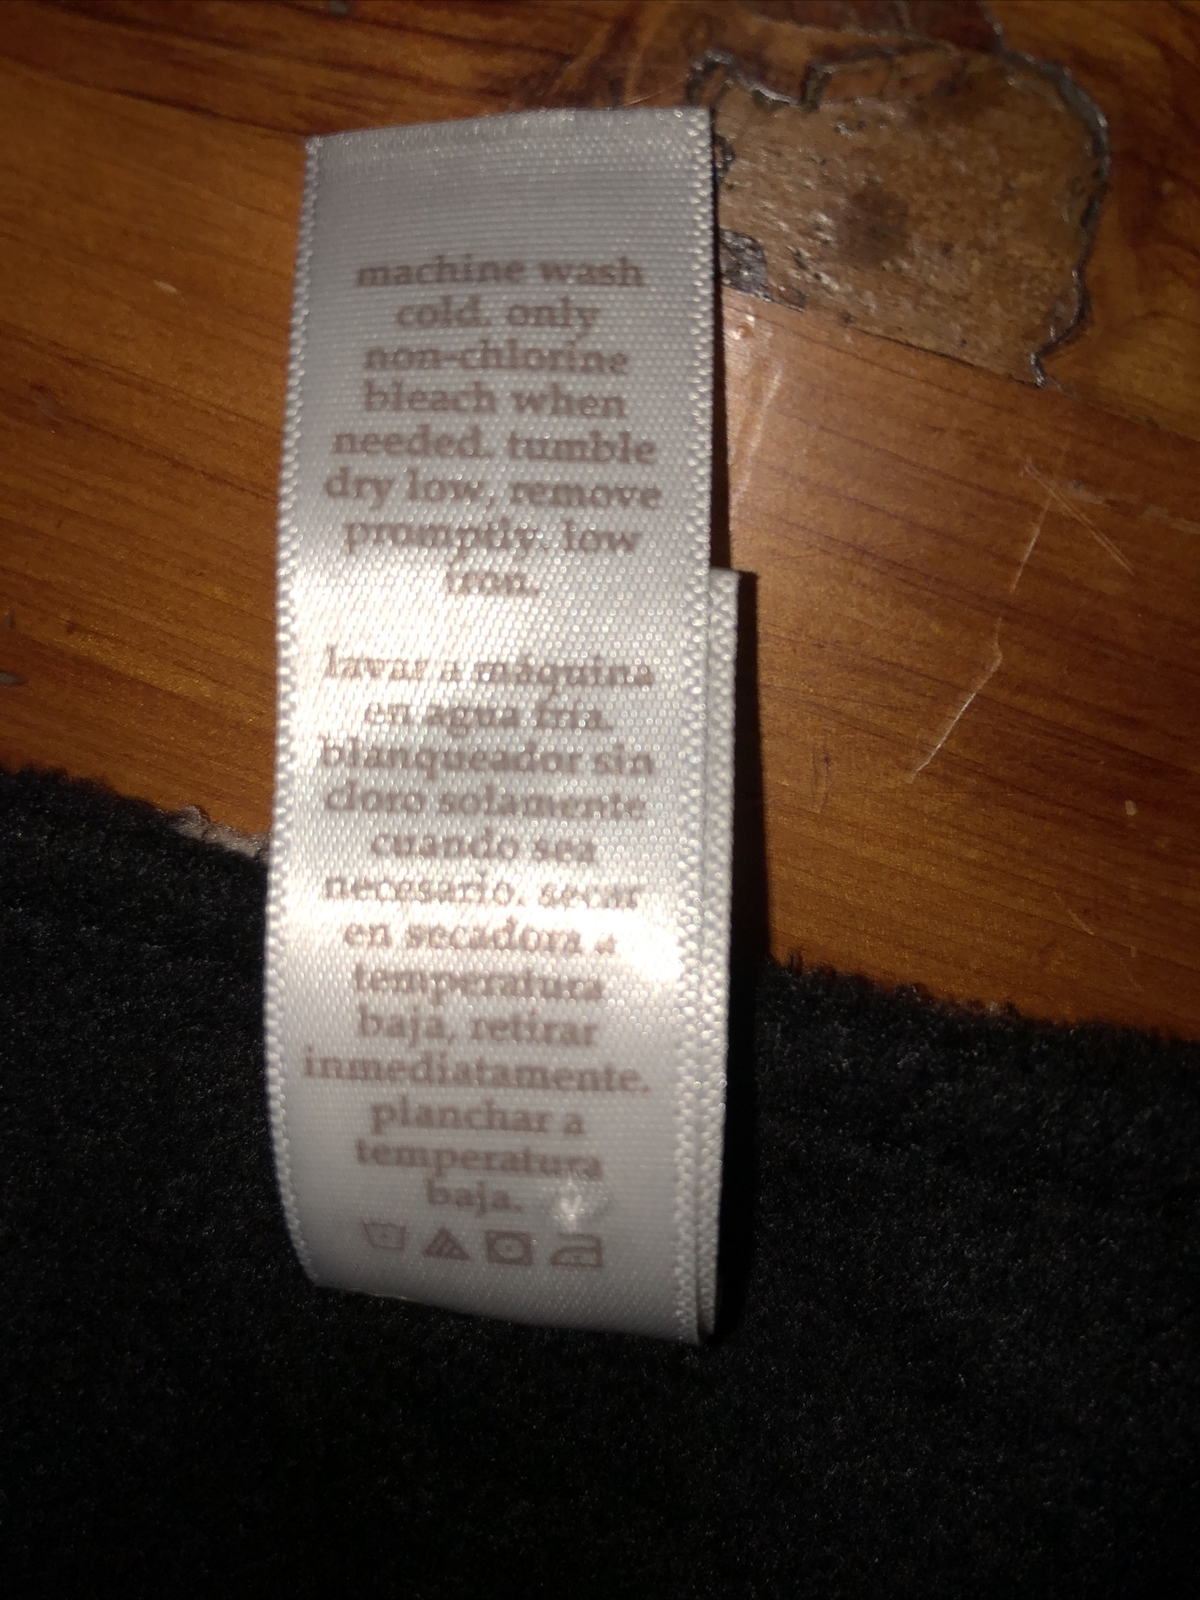 machine wash
cold. only
non-chlorine
bleach when
needed. tumble
dry low, remove
promptly. low
iron.
lavar a máquina
en agua fría.
blanqueador sin
cloro solamente
cuando sea
necesario. secar
en secadora a
temperatura
baja, retirar
inmediatamente.
planchar a
temperatura
baja.